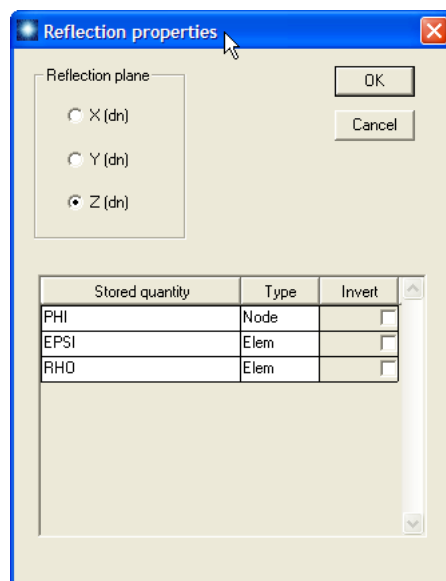 Reflection properties
Reflection plane
X (dn)
Y (dn)
Z (dn)
OK
Cancel
Stored quantity Type Invert
PHI Node
EPSI Elem
RHO Elem